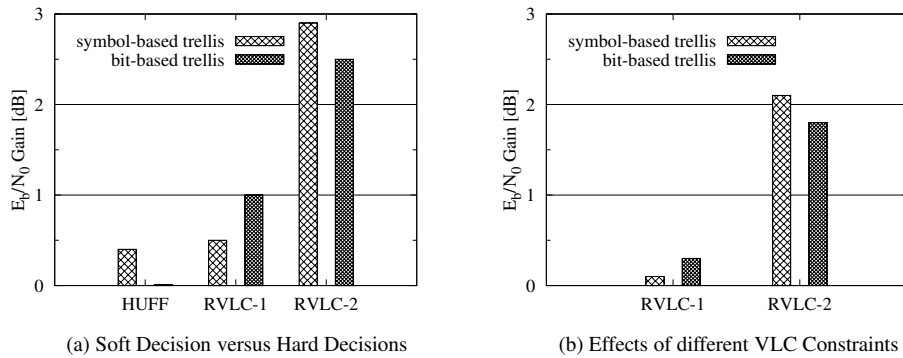 3
2
1
0
E_b/N_0 Gain [dB]
symbol-based trellis
bit-based trellis
HUFF RVLC-1 RVLC-2
(a) Soft Decision versus Hard Decisions
3
2
1
0
E_b/N_0 Gain [dB]
symbol-based trellis
bit-based trellis
RVLC-1 RVLC-2
(b) Effects of different VLC Constraints